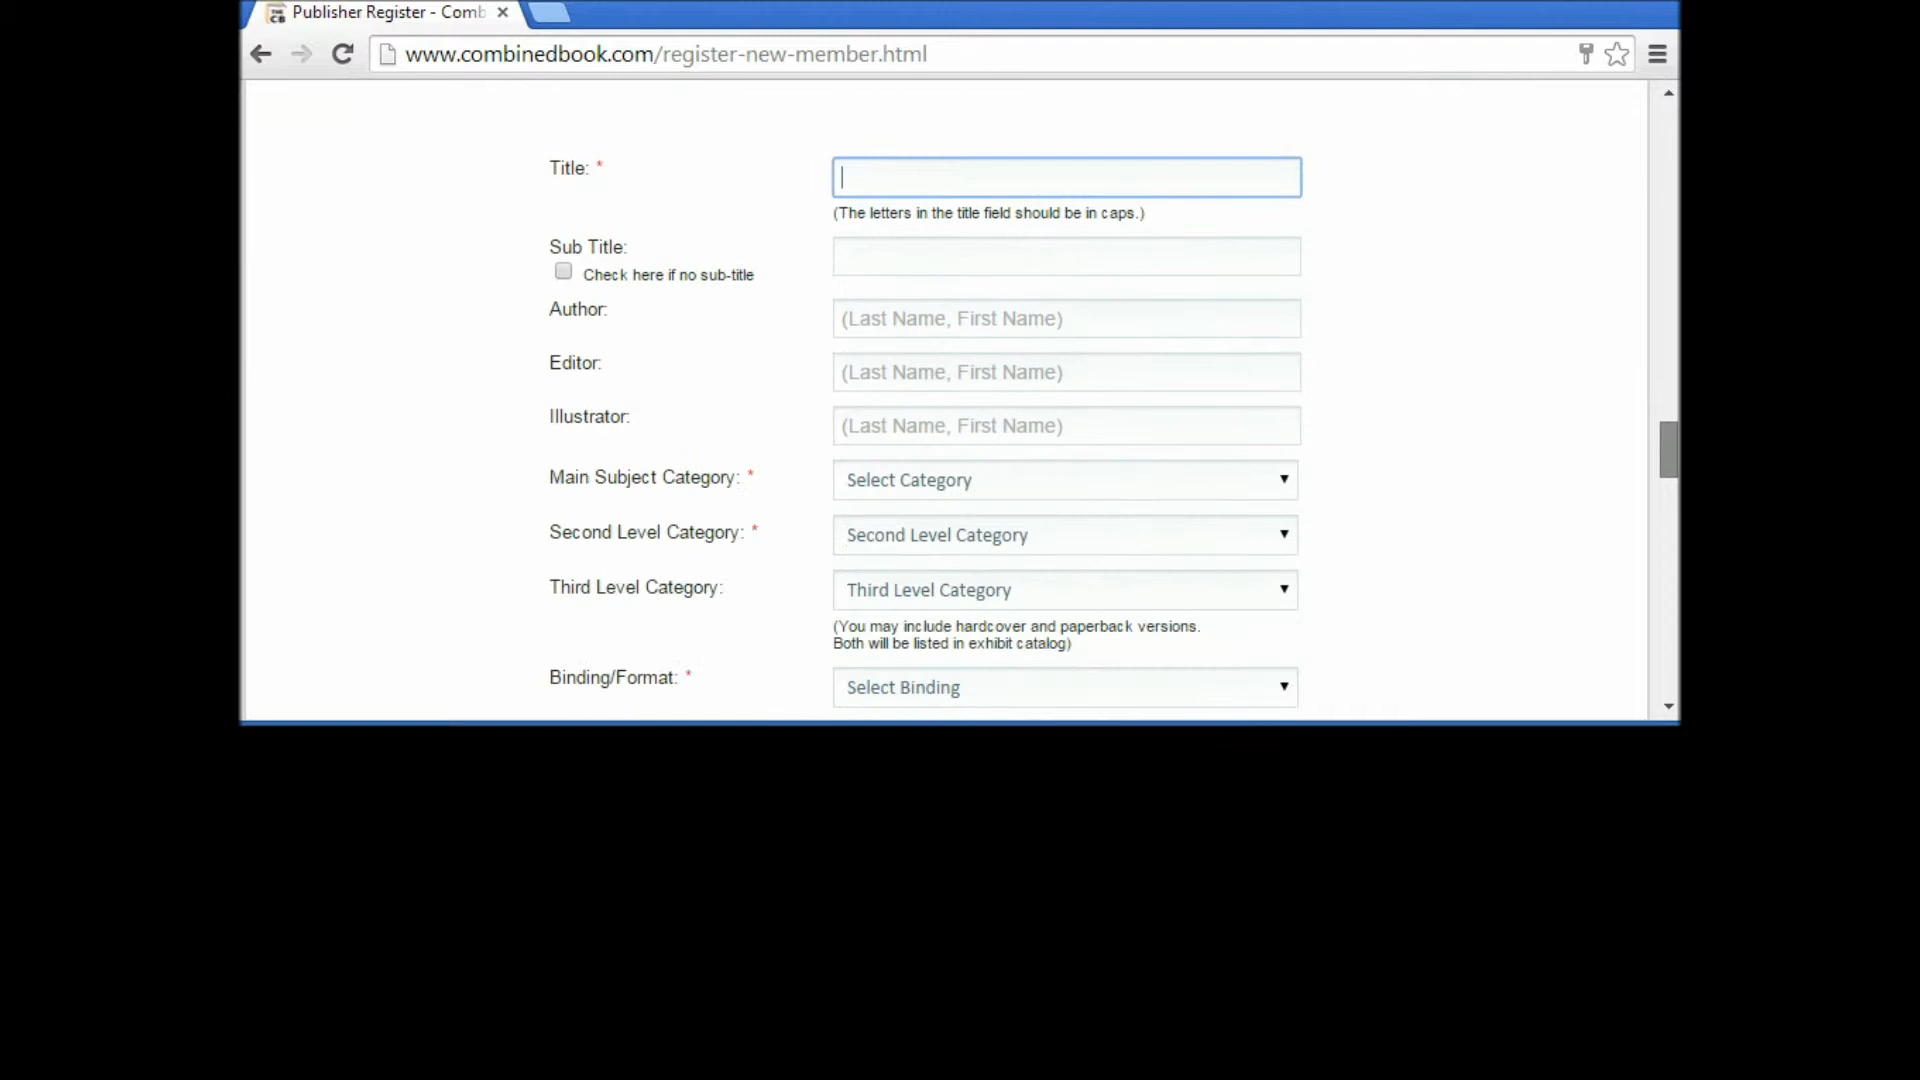 THE CB
Publisher Register - Comb
www.combinedbook.com/register-new-member.html
Title: *
(The letters in the title field should be in caps.)
Sub Title:
Check here if no sub-title
Author:
(Last Name, First Name)
Editor:
(Last Name, First Name)
Illustrator:
(Last Name, First Name)
Main Subject Category: *
Select Category
Second Level Category: *
Second Level Category
Third Level Category:
Third Level Category
(You may include hardcover and paperback versions.
Both will be listed in exhibit catalog)
Binding/Format: *
Select Binding